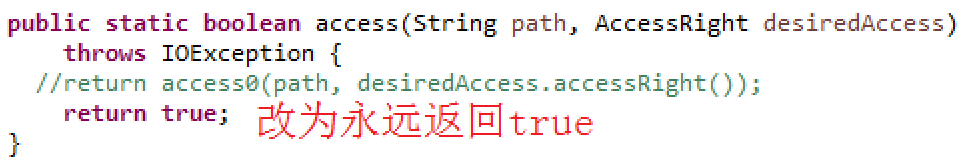 public static boolean access(String path, AccessRight desiredAccess)
throws IOException {
//return access0(path, desiredAccess.accessRight());
return true; 改为永远返回true
}